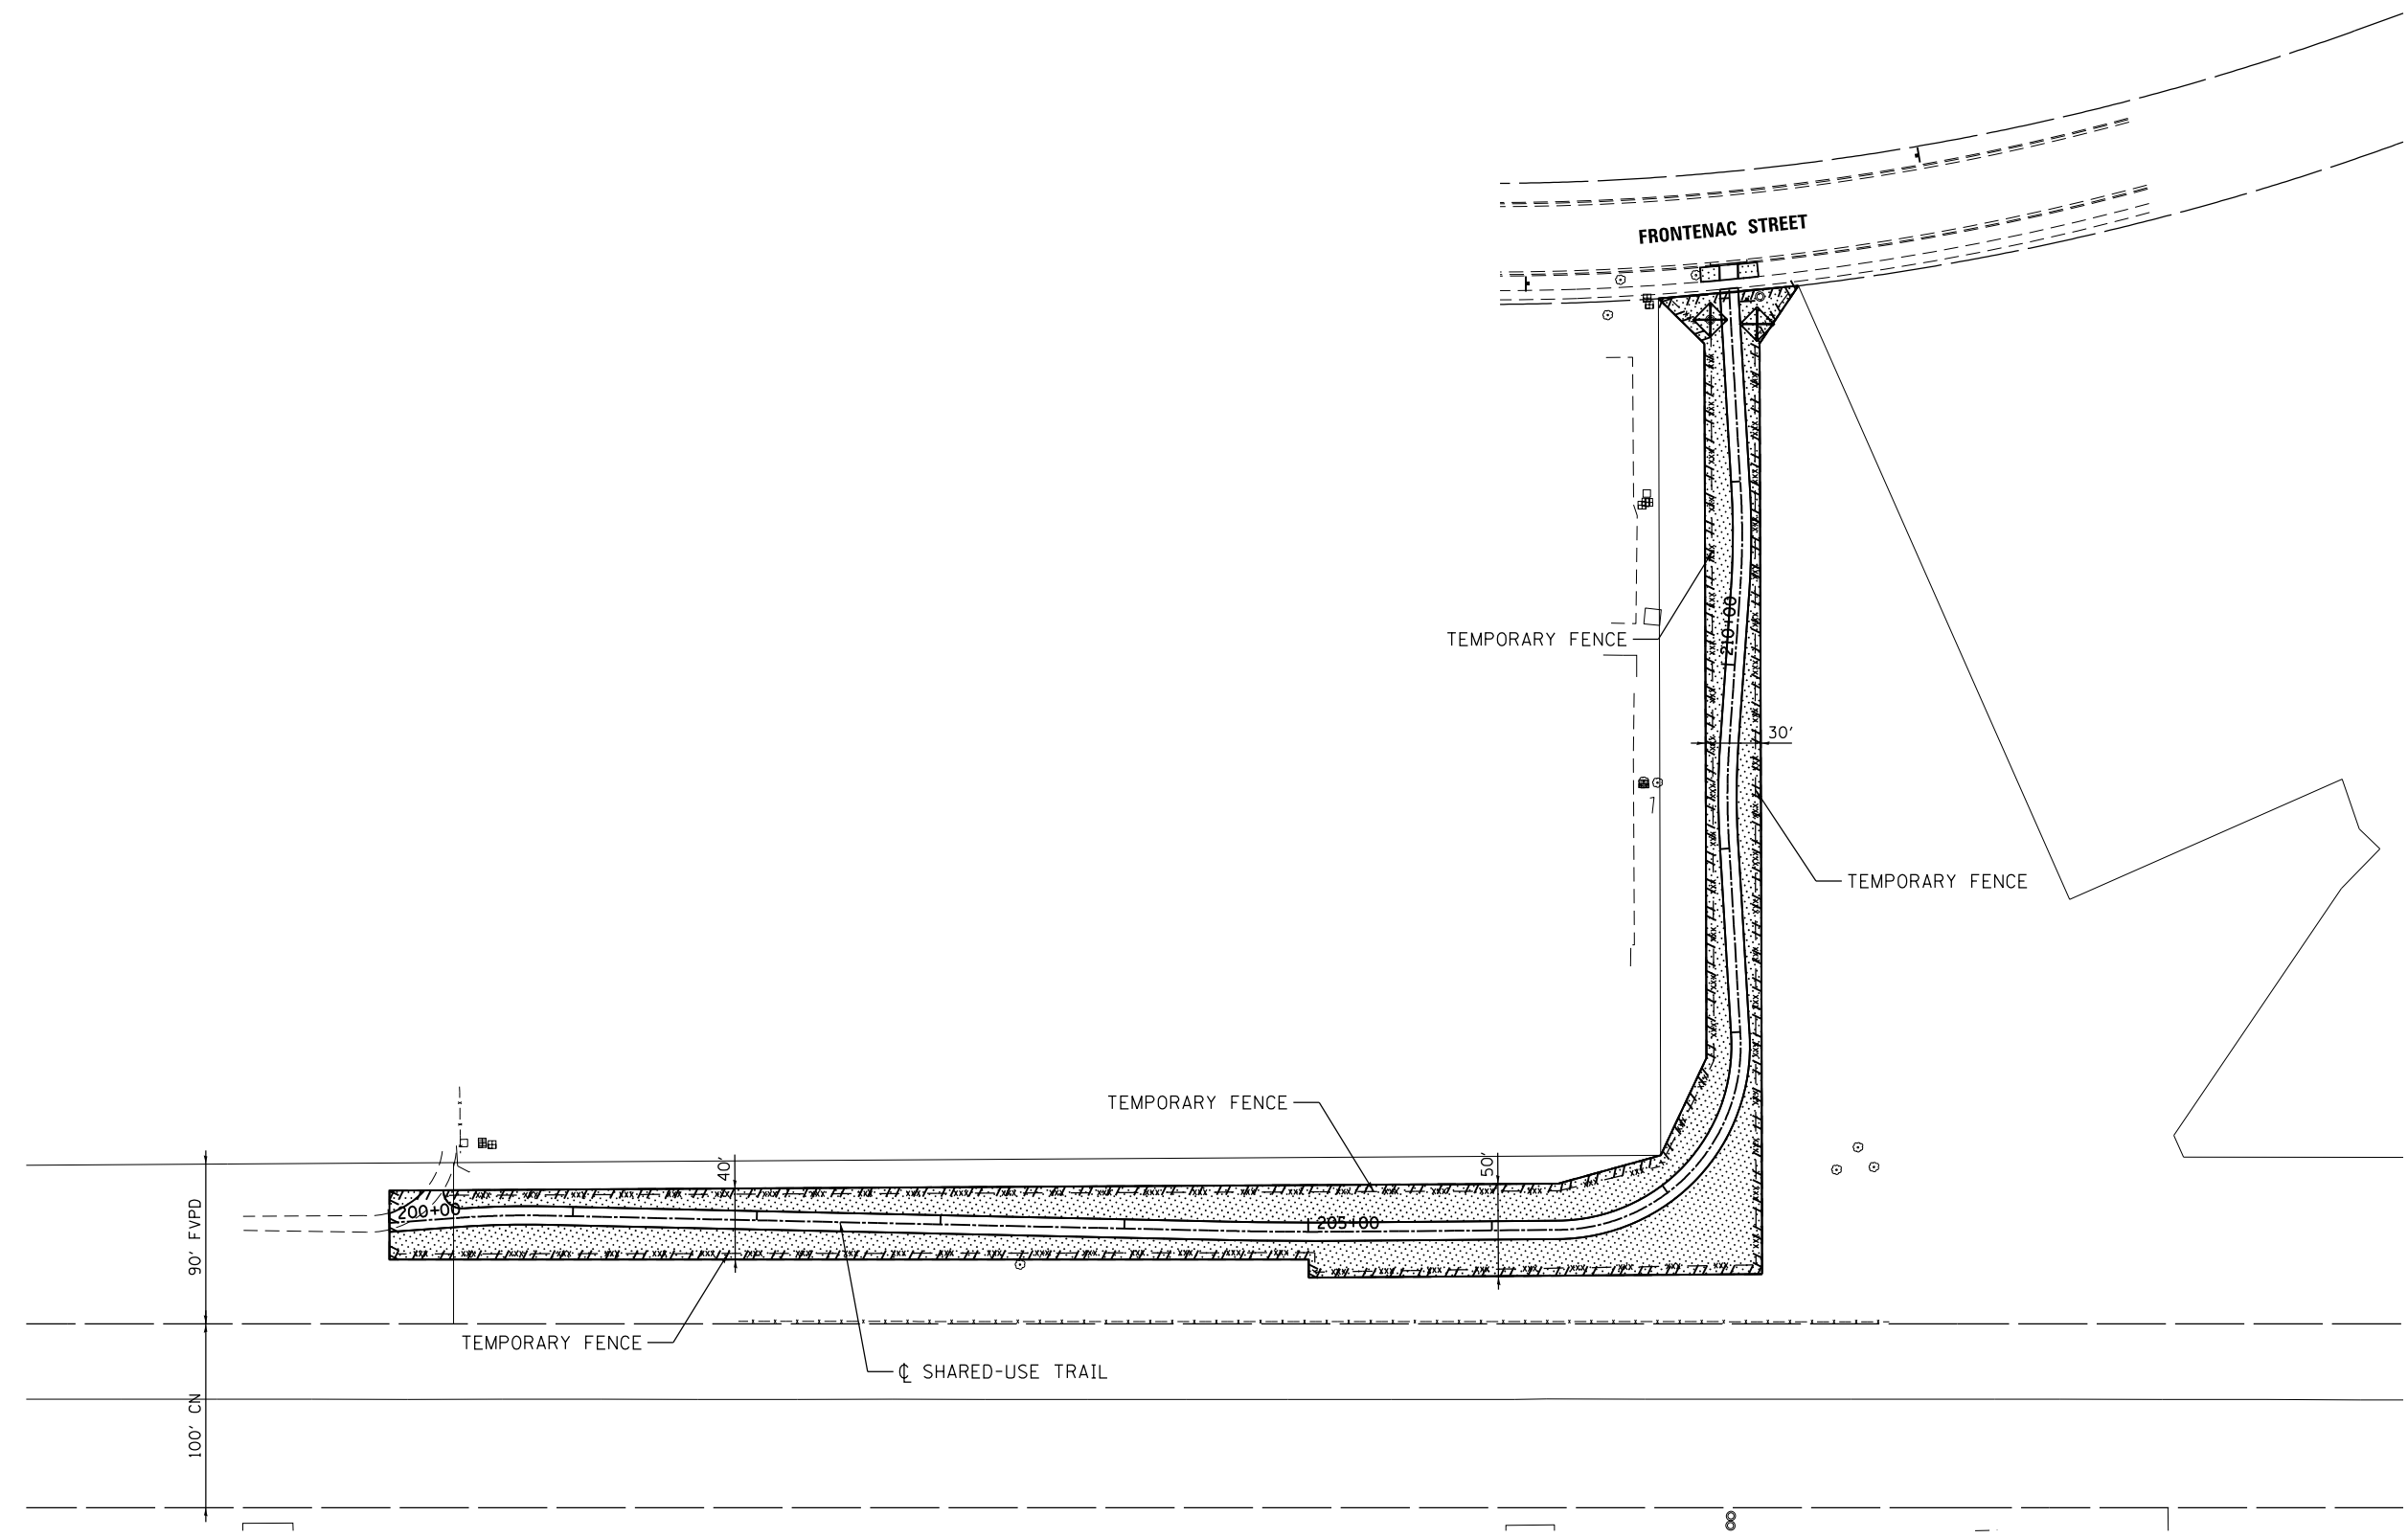 FRONTENAC STREET
TEMPORARY FENCE
210+00
30'
TEMPORARY FENCE
TEMPORARY FENCE
40'
50'
200+00
205+00
90' FVPD
TEMPORARY FENCE
℄ SHARED-USE TRAIL
100' CN